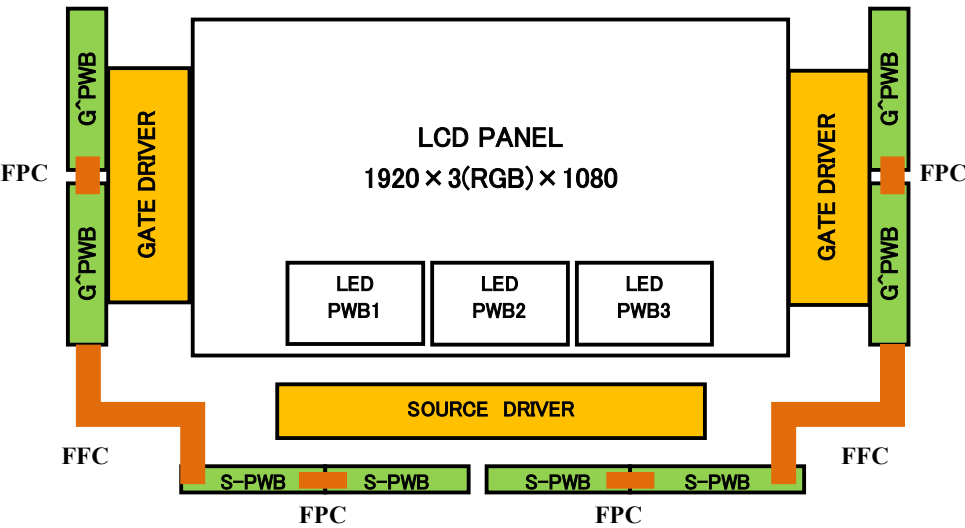 G^PWB
G^PWB
LCD PANEL
1920×3(RGB)×1080
FPC
FPC
GATE DRIVER
GATE DRIVER
G^PWB
G^PWB
LED
PWB1
LED
PWB2
LED
PWB3
SOURCE DRIVER
FFC
FFC
S-PWB
S-PWB
S-PWB
S-PWB
FPC
FPC